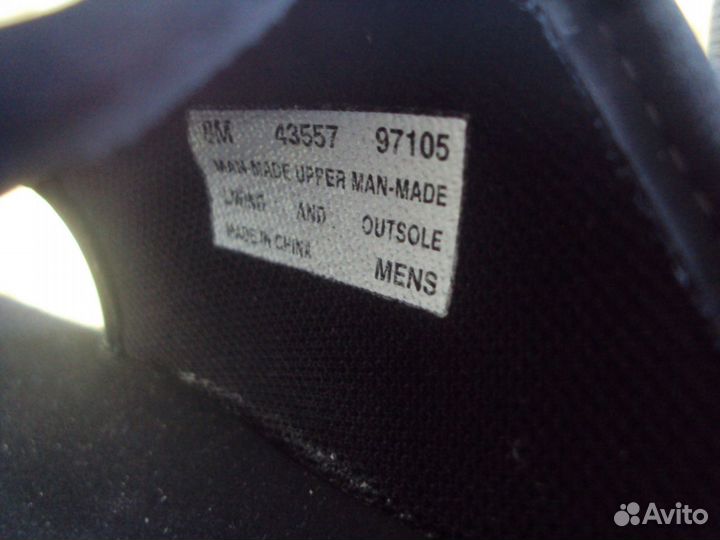 43557 97105
MAN-MADE UPPER MAN-MADE
LINING AND OUTSOLE
MADE IN CHINA MENS
Avito